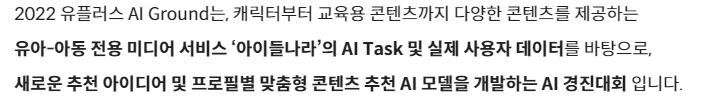 2022 유플러스 AI Ground는, 캐릭터부터 교육용 콘텐츠까지 다양한 콘텐츠를 제공하는
유아-아동 전용 미디어 서비스 ‘아이들나라’의 AI Task 및 실제 사용자 데이터를 바탕으로,
새로운 추천 아이디어 및 프로필별 맞춤형 콘텐츠 추천 AI 모델을 개발하는 AI 경진대회 입니다.